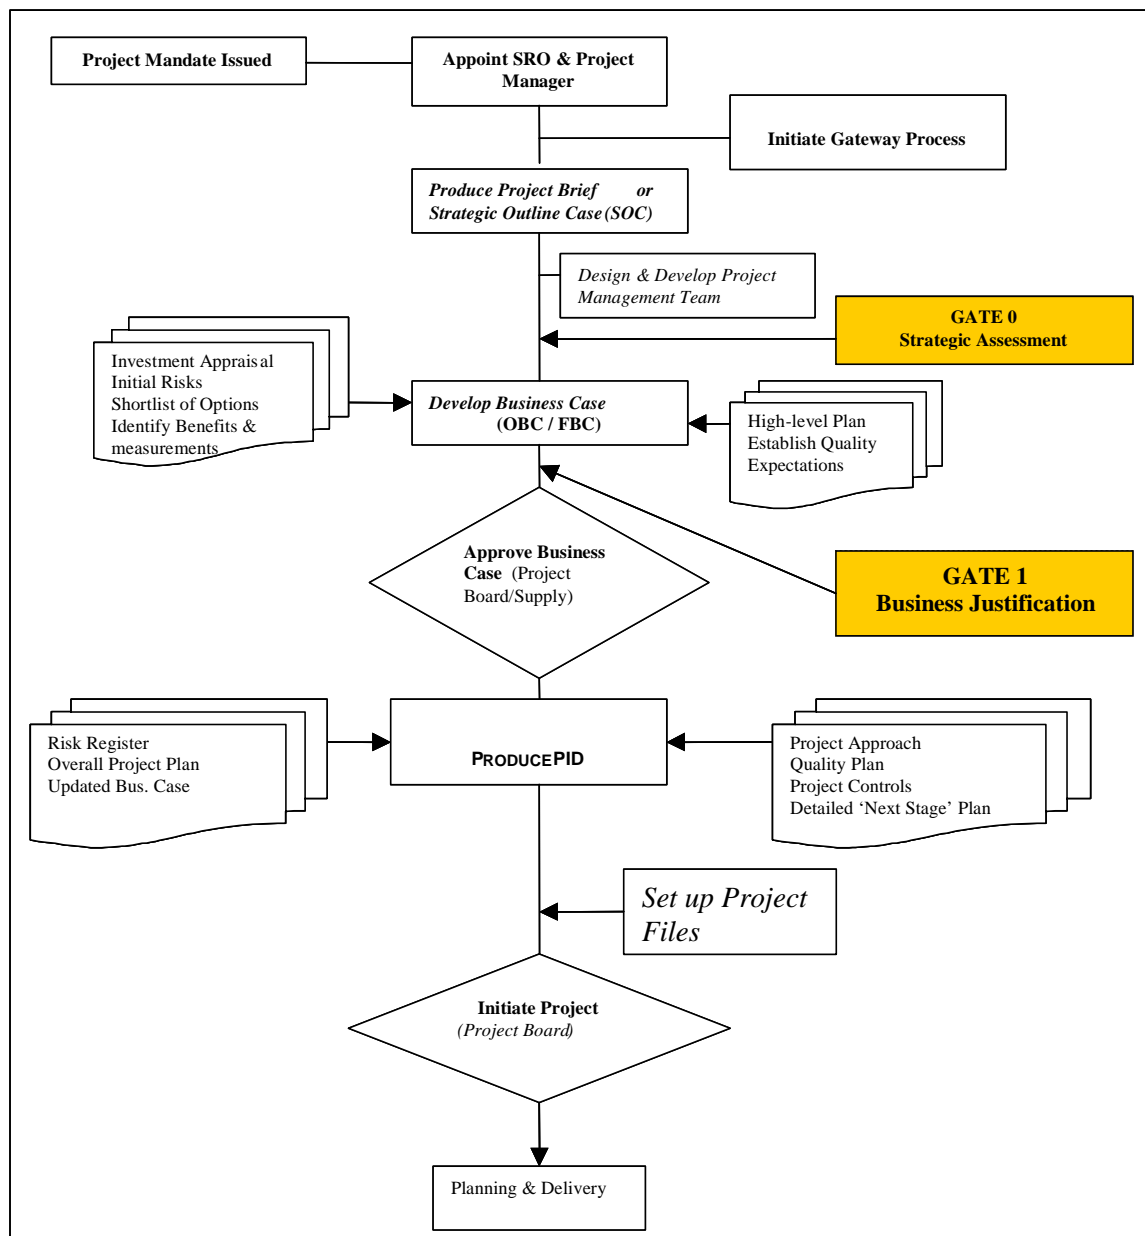 Project Mandate Issued
Appoint SRO & Project
Manager
Initiate Gateway Process
Produce Project Brief or
Strategic Outline Case (SOC)
Design & Develop Project
Management Team
GATE 0
Strategic Assessment
Investment Appraisal
Initial Risks
Shortlist of Options
Identify Benefits &
measurements
Develop Business Case
(OBC / FBC)
High-level Plan
Establish Quality
Expectations
Approve Business
Case (Project
Board/Supply)
GATE 1
Business Justification
Risk Register
Overall Project Plan
Updated Bus. Case
PRODUCE PID
Project Approach
Quality Plan
Project Controls
Detailed ‘Next Stage’ Plan
Set up Project
Files
Initiate Project
(Project Board)
Planning & Delivery